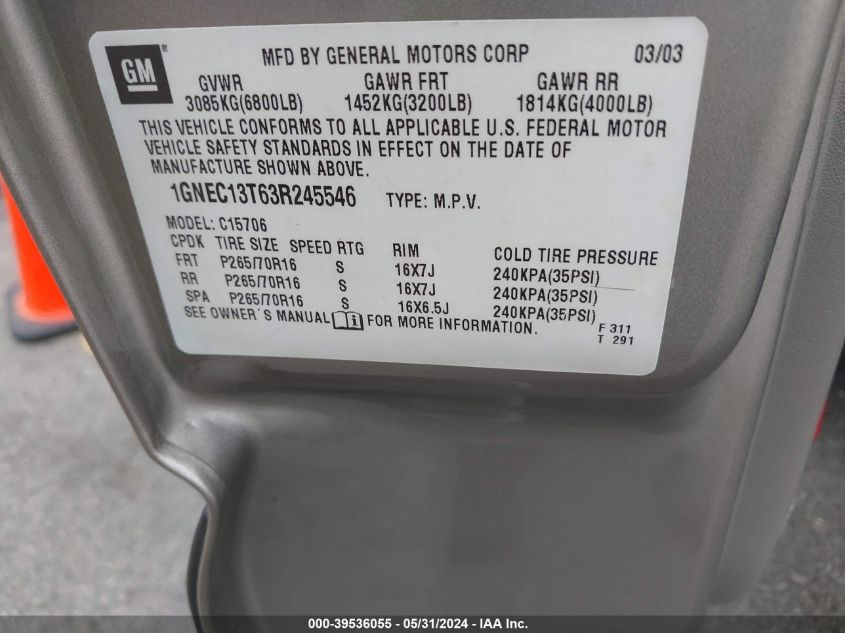 GM
MFD BY GENERAL MOTORS CORP 03/03
GVWR GAWR FRT GAWR RR
3085KG(6800LB) 1452KG(3200LB) 1814KG(4000LB)
THIS VEHICLE CONFORMS TO ALL APPLICABLE U.S. FEDERAL MOTOR
VEHICLE SAFETY STANDARDS IN EFFECT ON THE DATE OF
MANUFACTURE SHOWN ABOVE.
1GNEC13T63R245546 TYPE: M.P.V.
MODEL: C15706
CPDK TIRE SIZE SPEED RTG RIM COLD TIRE PRESSURE
FRT P265/70R16 S 16X7J 240KPA(35PSI)
RR P265/70R16 S 16X7J 240KPA(35PSI)
SPA P265/70R16 S 16X6.5J 240KPA(35PSI)
SEE OWNER'S MANUAL i FOR MORE INFORMATION. F 311
T 291
000-39536055 - 05/31/2024 - IAA Inc.